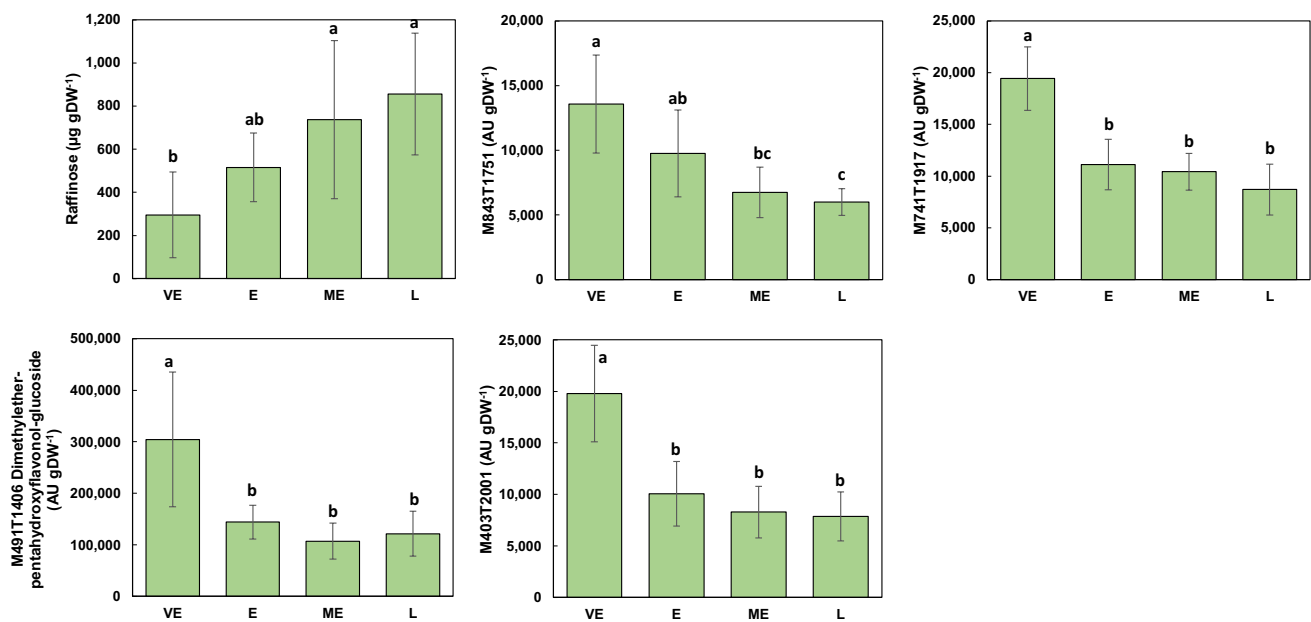 Raffinose (µg gDW-1)
1,200
1,000
800
600
400
200
0
b
ab
a
a
VE E ME L
M843T1751 (AU gDW-1)
20,000
15,000
10,000
5,000
0
a
ab
bc
c
VE E ME L
M741T1917 (AU gDW-1)
25,000
20,000
15,000
10,000
5,000
0
a
b
b
b
VE E ME L
M491T1406 Dimethylether-
pentahydroxyflavonol-glucoside
(AU gDW-1)
500,000
400,000
300,000
200,000
100,000
0
a
b
b
b
VE E ME L
M403T2001 (AU gDW-1)
25,000
20,000
15,000
10,000
5,000
0
a
b
b
b
VE E ME L